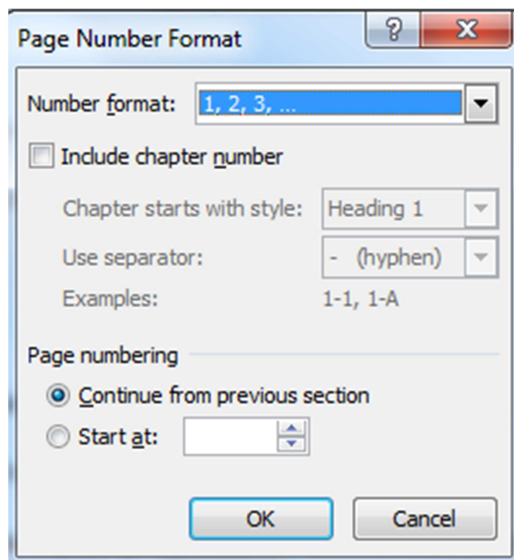 Page Number Format
Number format: 1, 2, 3, ...
Include chapter number
Chapter starts with style: Heading 1
Use separator: - (hyphen)
Examples: 1-1, 1-A
Page numbering
Continue from previous section
Start at:
OK Cancel